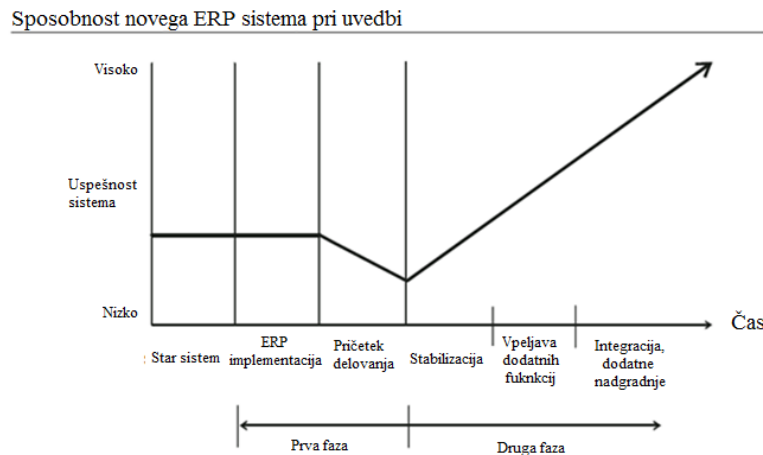 Sposobnost novega ERP sistema pri uvedbi
Visoko
Uspešnost
sistema
Nizko
Čas
: Star sistem
ERP
implementacija
Pričetek
delovanja
Stabilizacija
Vpeljava
dodatnih
fuknkcij
Integracija,
dodatne
nadgradnje
Prva faza
Druga faza